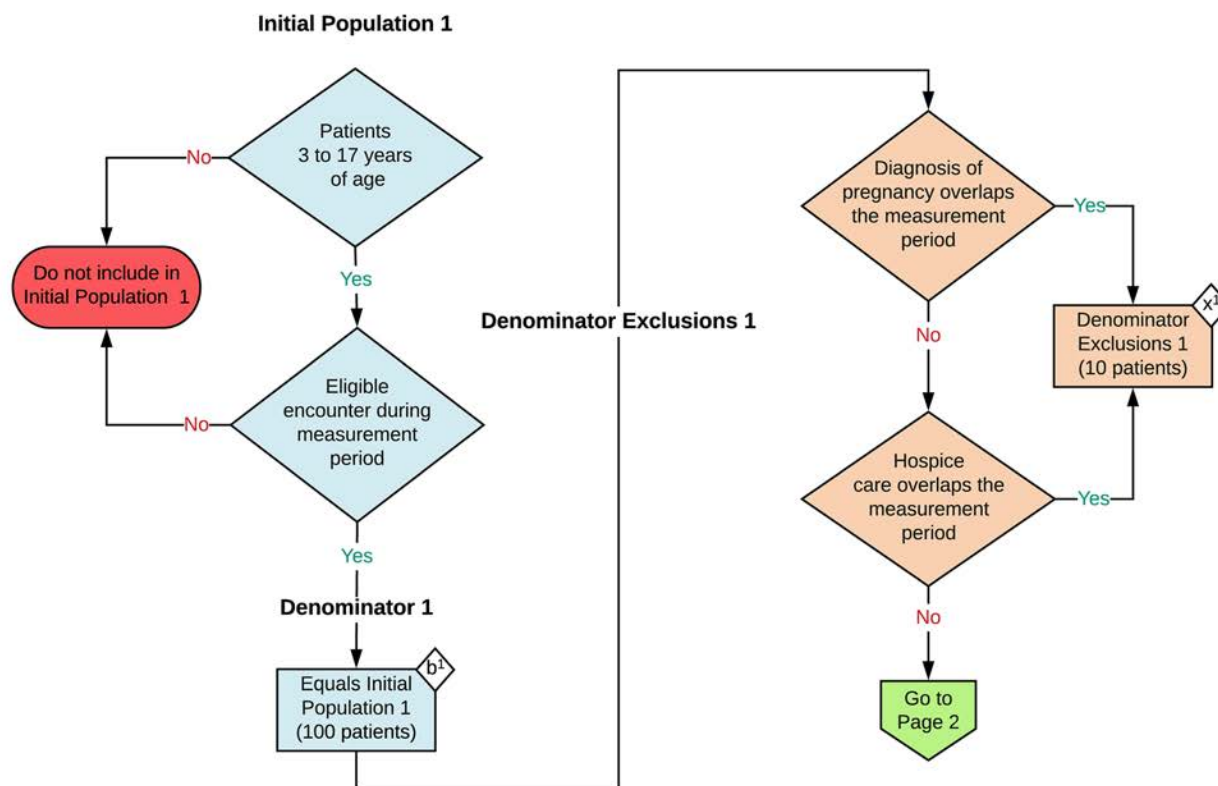 Initial Population 1
Patients
3 to 17 years
of age
No
Yes
Do not include in
Initial Population 1
Eligible
encounter during
measurement
period
No
Yes
Denominator 1
b¹
Equals Initial
Population 1
(100 patients)
Denominator Exclusions 1
Diagnosis of
pregnancy overlaps
the measurement
period
Yes
No
x¹
Denominator
Exclusions 1
(10 patients)
Hospice
care overlaps the
measurement
period
Yes
No
Go to
Page 2